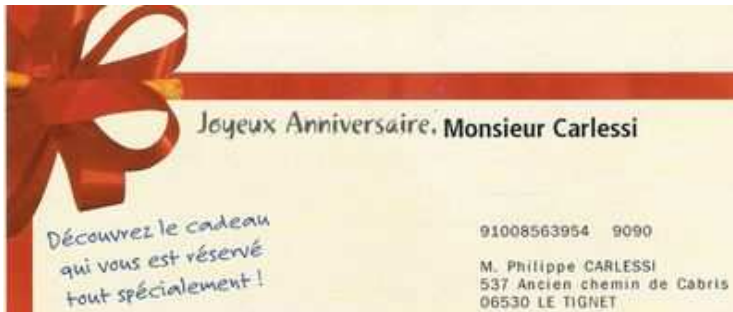 Joyeux Anniversaire, Monsieur Carlessi
Découvrez le cadeau
qui vous est réservé
tout spécialement !
91008563954 9090
M. Philippe CARLESSI
537 Ancien chemin de Cabris
06530 LE TIGNET